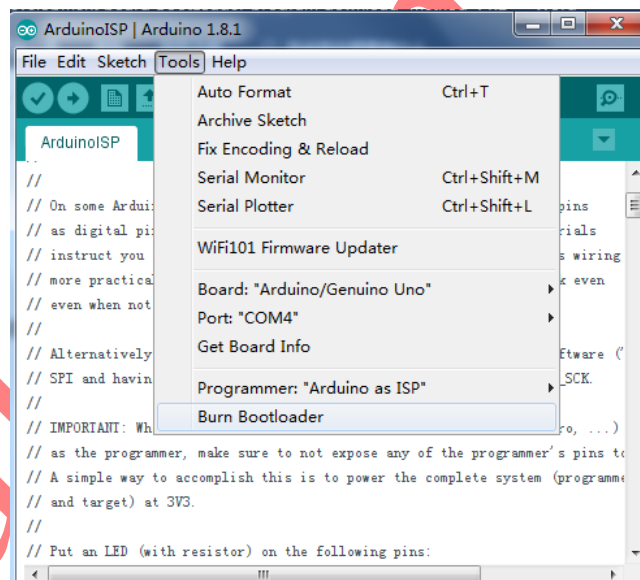 ArduinoISP | Arduino 1.8.1
File Edit Sketch Tools Help
Auto Format Ctrl+T
Archive Sketch
Fix Encoding & Reload
Serial Monitor Ctrl+Shift+M
Serial Plotter Ctrl+Shift+L
WiFi101 Firmware Updater
Board: "Arduino/Genuino Uno"
Port: "COM4"
Get Board Info
Programmer: "Arduino as ISP"
Burn Bootloader
ArduinoISP
//
// On some Ardui pins
// as digital pi rials
// instruct you s wiring
// more practica k even
// even when not
//
// Alternatively ftware ('
// SPI and havin _SCK.
//
// IMPORTANT: Wh ro, ...)
// as the programmer, make sure to not expose any of the programmer's pins to
// A simple way to accomplish this is to power the complete system (programme
// and target) at 3V3.
//
// Put an LED (with resistor) on the following pins: